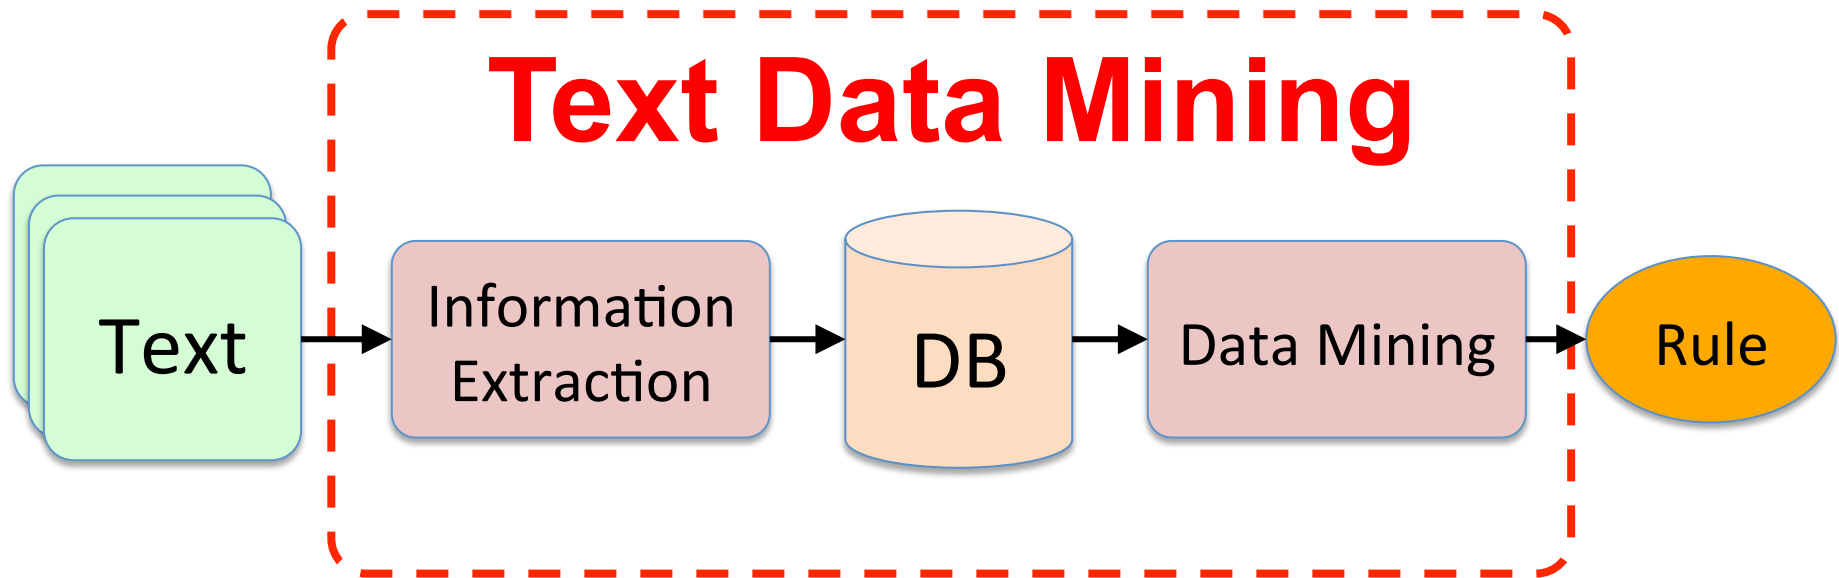 Text Data Mining
Text
Information
Extraction
DB
Data Mining
Rule